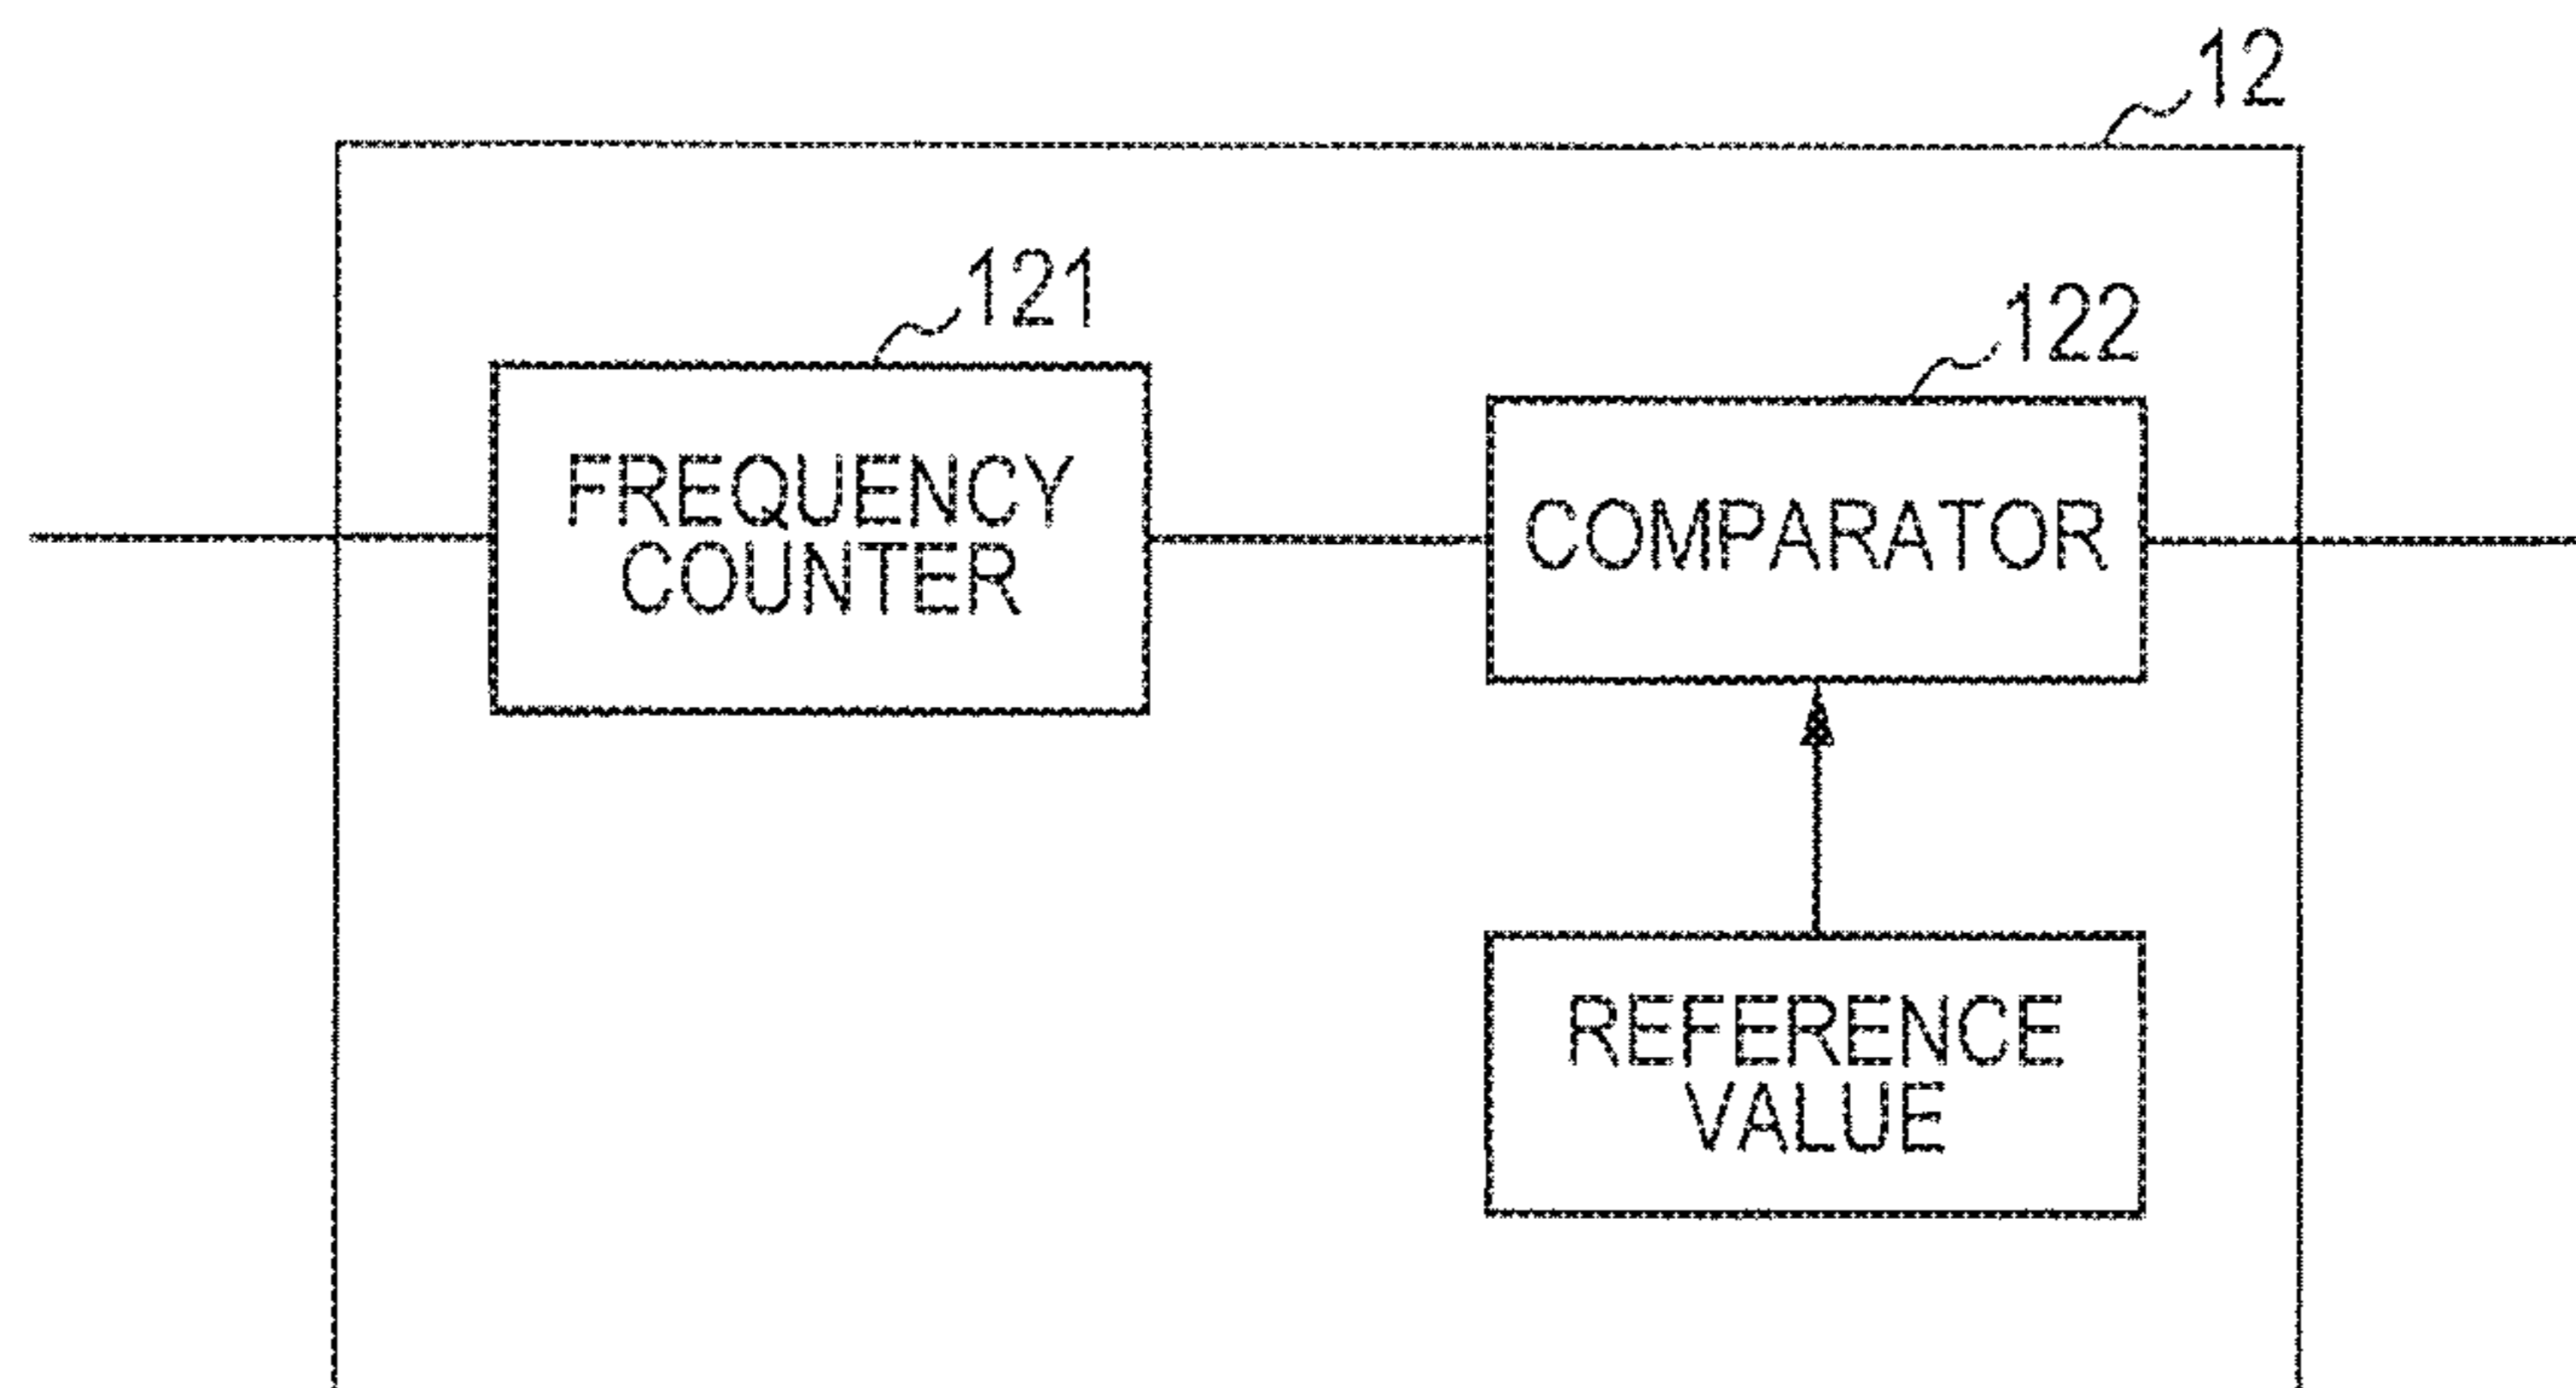 12
121
122
FREQUENCY
COUNTER
COMPARATOR
REFERENCE
VALUE